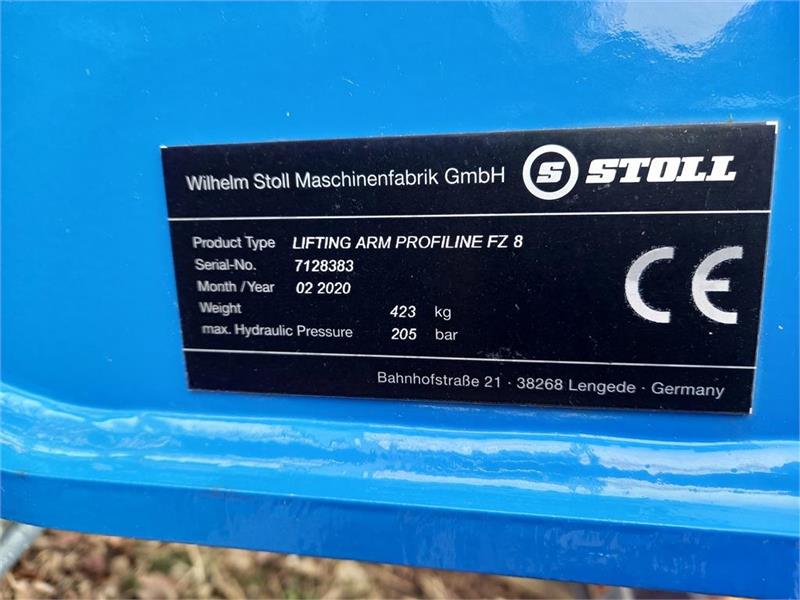 Wilhelm Stoll Maschinenfabrik GmbH S STOLL
Product Type LIFTING ARM PROFILINE FZ 8
Serial-No. 7128383
Month /Year 02 2020
Weight 423 kg
max. Hydraulic Pressure 205 bar
CE
Bahnhofstraße 21 · 38268 Lengede · Germany